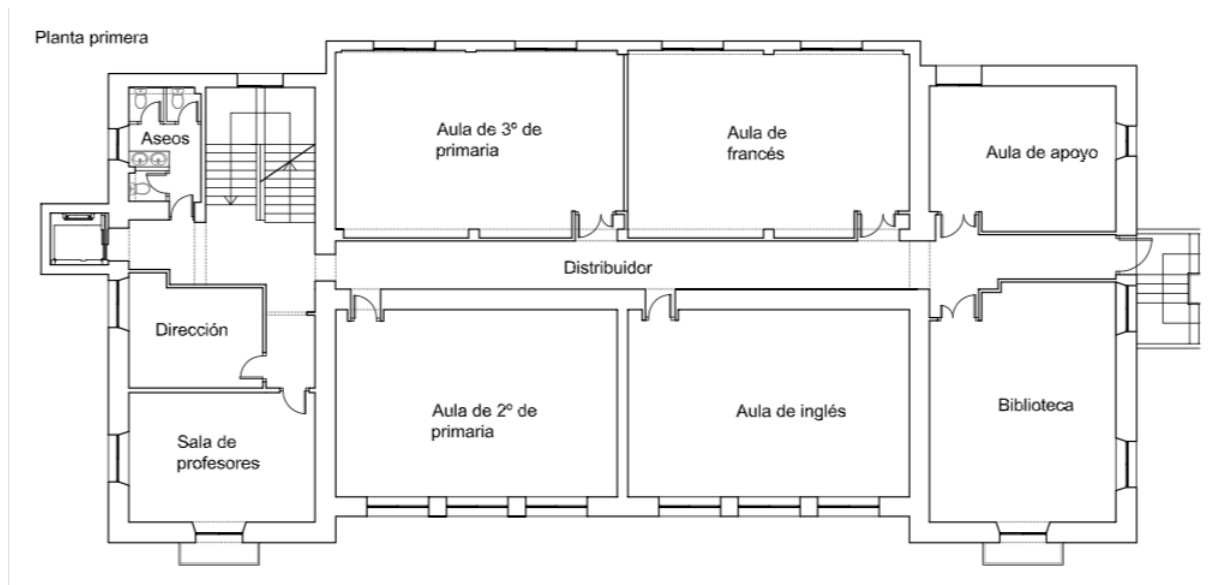 Planta primera
Aseos
Aula de 3º de
primaria
Aula de
francés
Aula de apoyo
Distribuidor
Dirección
Aula de 2º de
primaria
Aula de inglés
Biblioteca
Sala de
profesores